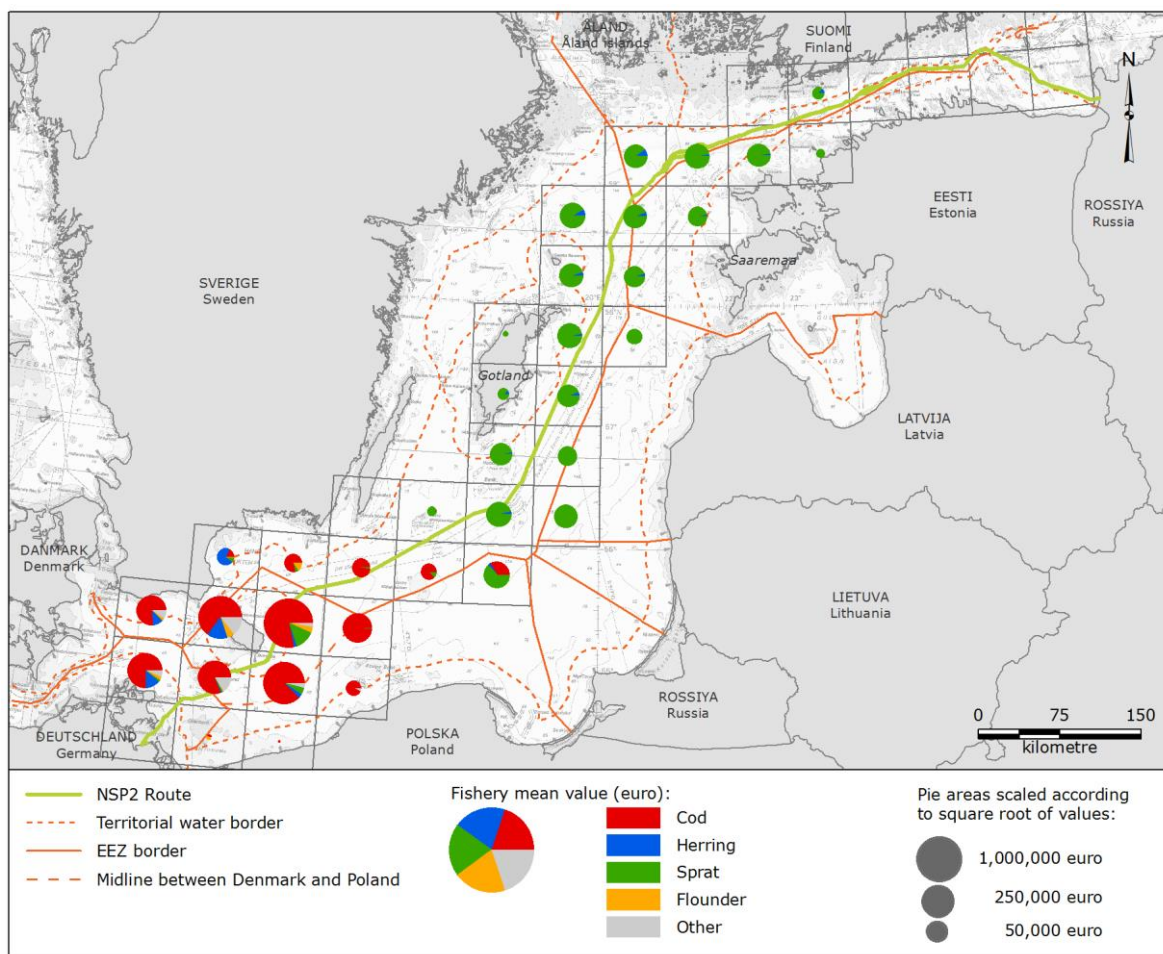 ÅLAND
Åland Islands
SUOMI
Finland
N
EESTI
Estonia
ROSSIYA
Russia
SVERIGE
Sweden
Saaremaa
Gotland
LATVIJA
Latvia
DANMARK
Denmark
LIETUVA
Lithuania
ROSSIYA
Russia
DEUTSCHLAND
Germany
POLSKA
Poland
0 75 150
kilometre
NSP2 Route
Territorial water border
EEZ border
Midline between Denmark and Poland
Fishery mean value (euro):
Cod
Herring
Sprat
Flounder
Other
Pie areas scaled according
to square root of values:
1,000,000 euro
250,000 euro
50,000 euro